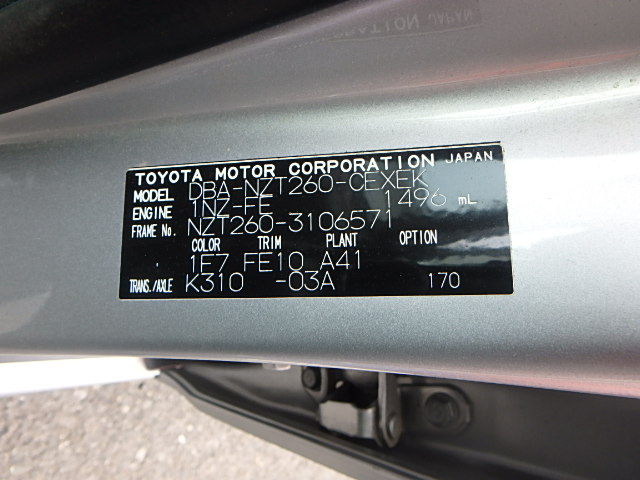 TOYOTA MOTOR CORPORATION JAPAN
MODEL DBA-NZT260-CEXEK
ENGINE 1NZ-FE 1496 mL
FRAME No. NZT260-3106571
COLOR TRIM PLANT OPTION
1E7 FE10 A41
TRANS./AXLE K310 -03A 170